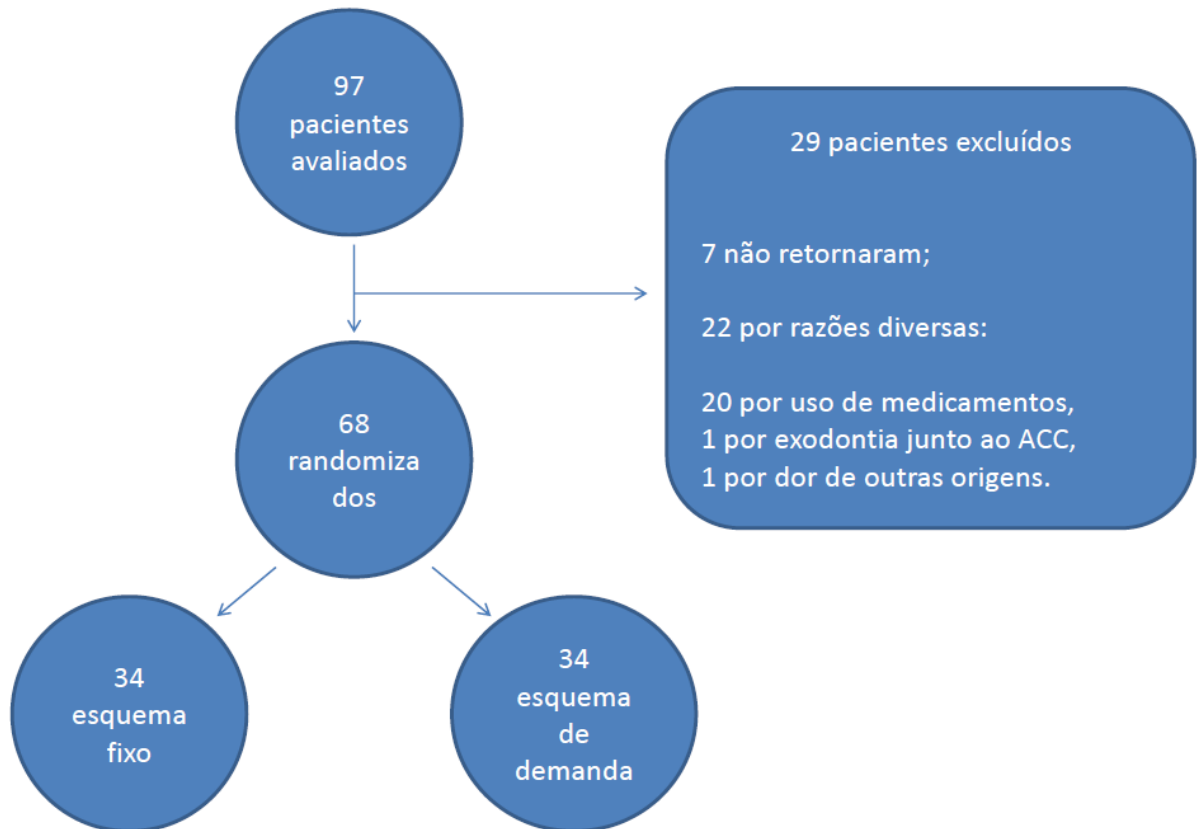 97
pacientes
avaliados
29 pacientes excluídos
7 não retornaram;
22 por razões diversas:
20 por uso de medicamentos,
1 por exodontia junto ao ACC,
1 por dor de outras origens.
68
randomiza
dos
34
esquema
fixo
34
esquema
de
demanda